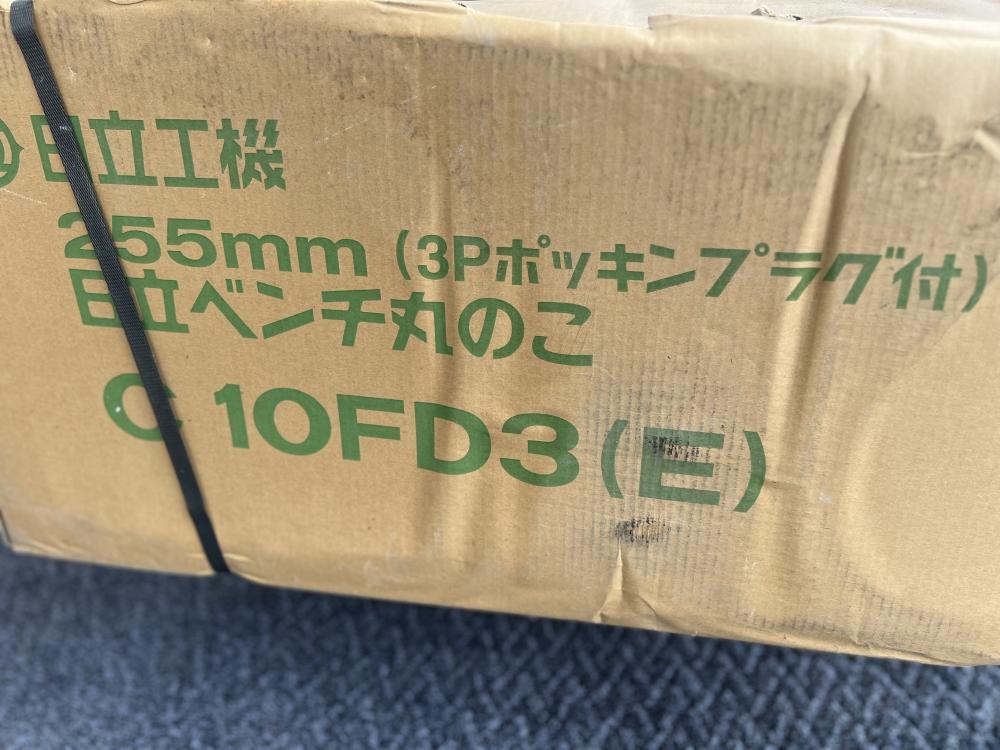 日立工機
255mm (3Pポッキンプラグ付)
日立ベンチ丸のこ
C 10FD3(E)